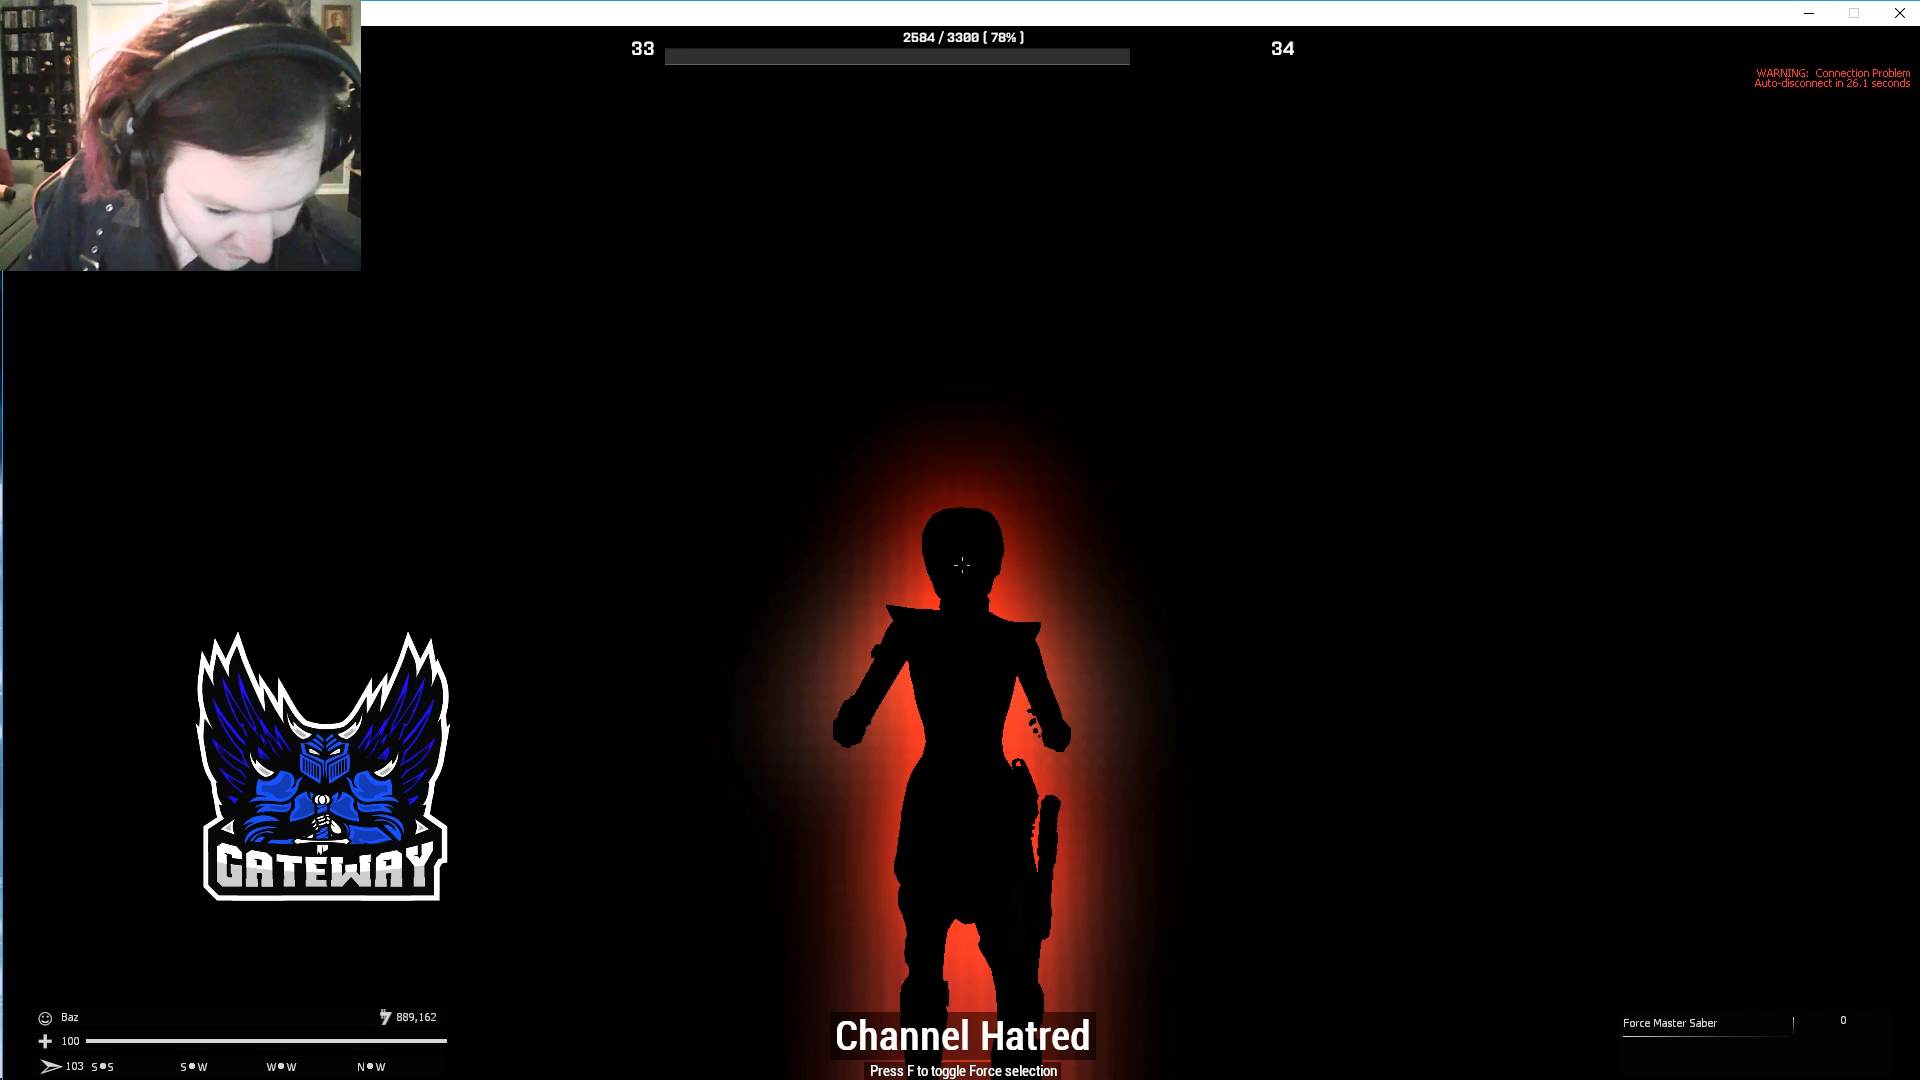 2584 / 3300 ( 78% )
33
34
WARNING: Connection Problem
Auto-disconnect in 26.1 seconds
GATEWAY
Baz
889,162
100
103 S●S S●W W●W N●W
Channel Hatred
Press F to toggle Force selection
Force Master Saber
0